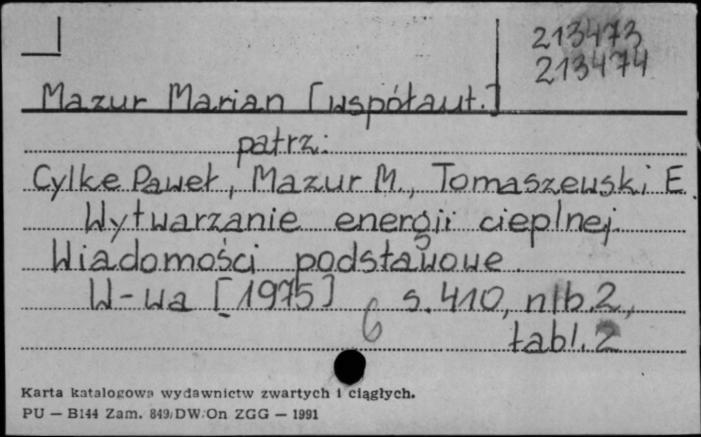 213473
213474
Mazur Marian [współaut.]
patrz:
Cylke Paweł, Mazur M., Tomaszewski E.
Wytwarzanie energii cieplnej.
Wiadomości podstawowe.
W-wa [1975] s. 410, nlb. 2,
6 tabl. 2
Karta katalogowa wydawnictw zwartych i ciągłych.
PU — B144 Zam. 849/DW/On ZGG — 1991